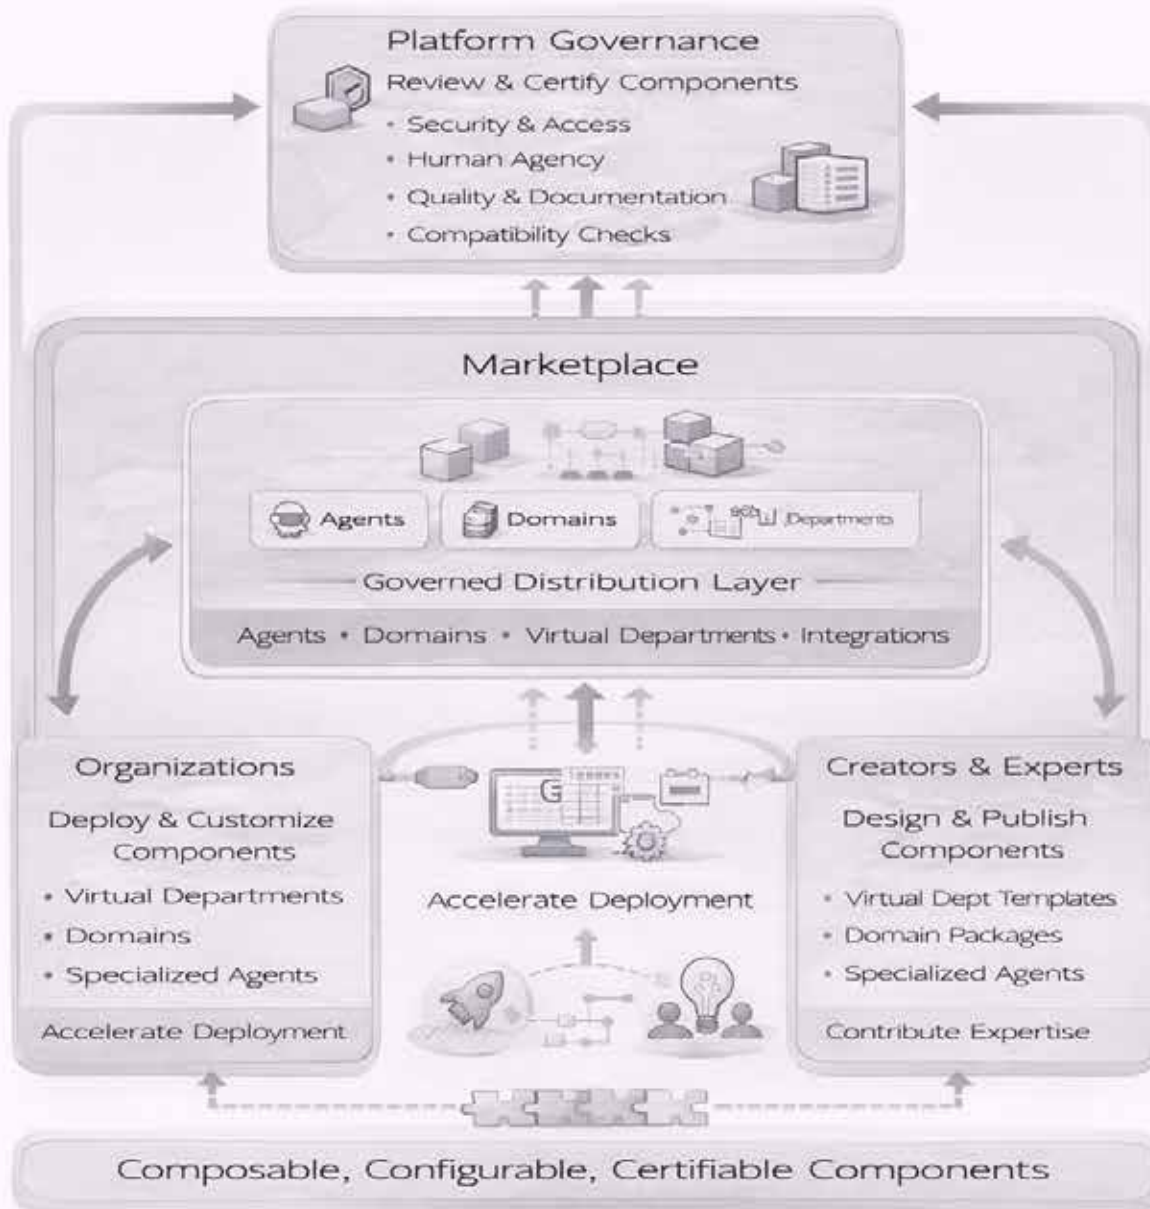 Platform Governance
Review & Certify Components
• Security & Access
• Human Agency
• Quality & Documentation
• Compatibility Checks
Marketplace
Agents
Domains
Departments
Governed Distribution Layer
Agents • Domains • Virtual Departments • Integrations
Organizations
Deploy & Customize
Components
• Virtual Departments
• Domains
• Specialized Agents
Accelerate Deployment
Accelerate Deployment
Creators & Experts
Design & Publish
Components
• Virtual Dept Templates
• Domain Packages
• Specialized Agents
Contribute Expertise
Composable, Configurable, Certifiable Components